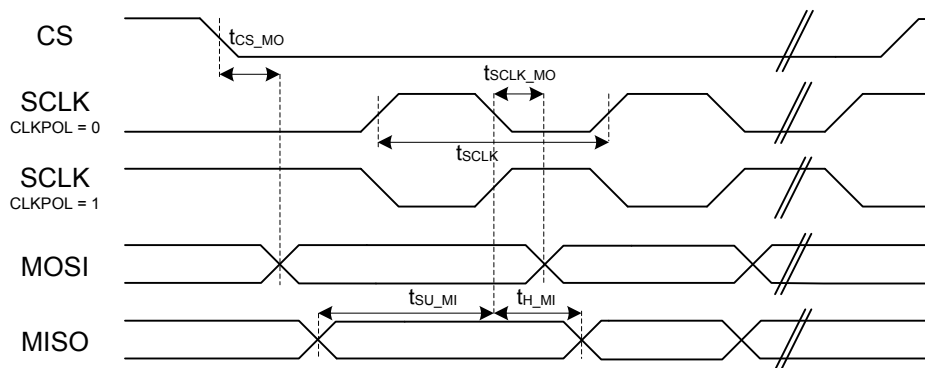 CS
tCS_MO
tSCLK_MO
SCLK
CLKPOL = 0
tSCLK
SCLK
CLKPOL = 1
MOSI
tSU_MI
tH_MI
MISO